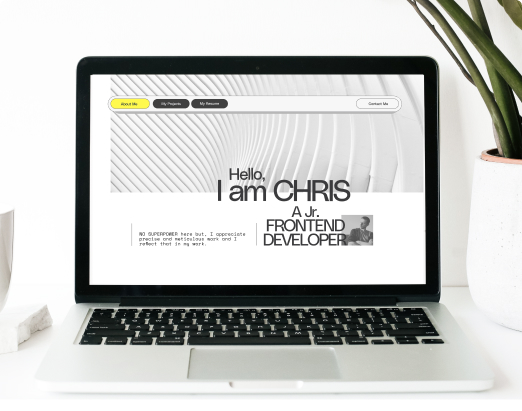 About Me
My Projects
My Resume
Contact Me
Hello,
I am CHRIS
A Jr.
FRONTEND
DEVELOPER
NO SUPERPOWER here but, I appreciate
precise and meticulous work and I
reflect that in my work.